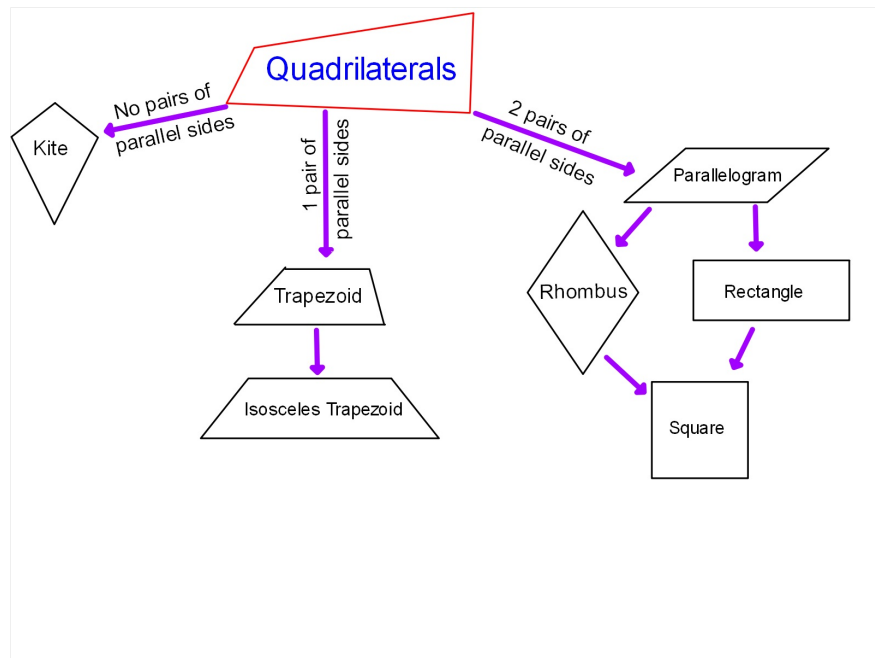 Quadrilaterals
No pairs of
parallel sides
1 pair of
parallel sides
2 pairs of
parallel sides
Kite
Parallelogram
Trapezoid
Rhombus
Rectangle
Isosceles Trapezoid
Square